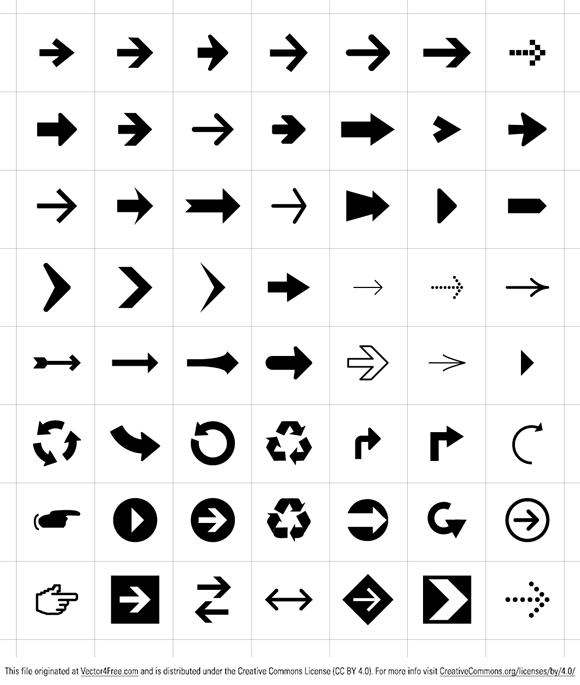 This file originated at Vector4Free.com and is distributed under the Creative Commons License (CC BY 4.0). For more info visit CreativeCommons.org/licenses/by/4.0/